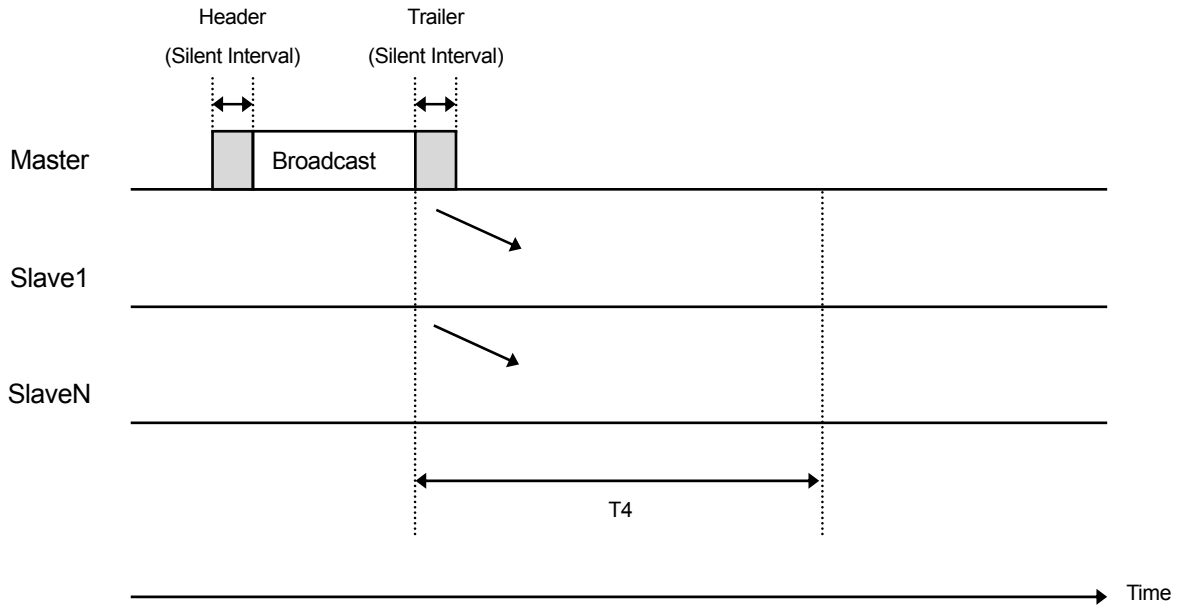 Header
(Silent Interval)
Trailer
(Silent Interval)
Master
Broadcast
Slave1
SlaveN
T4
Time